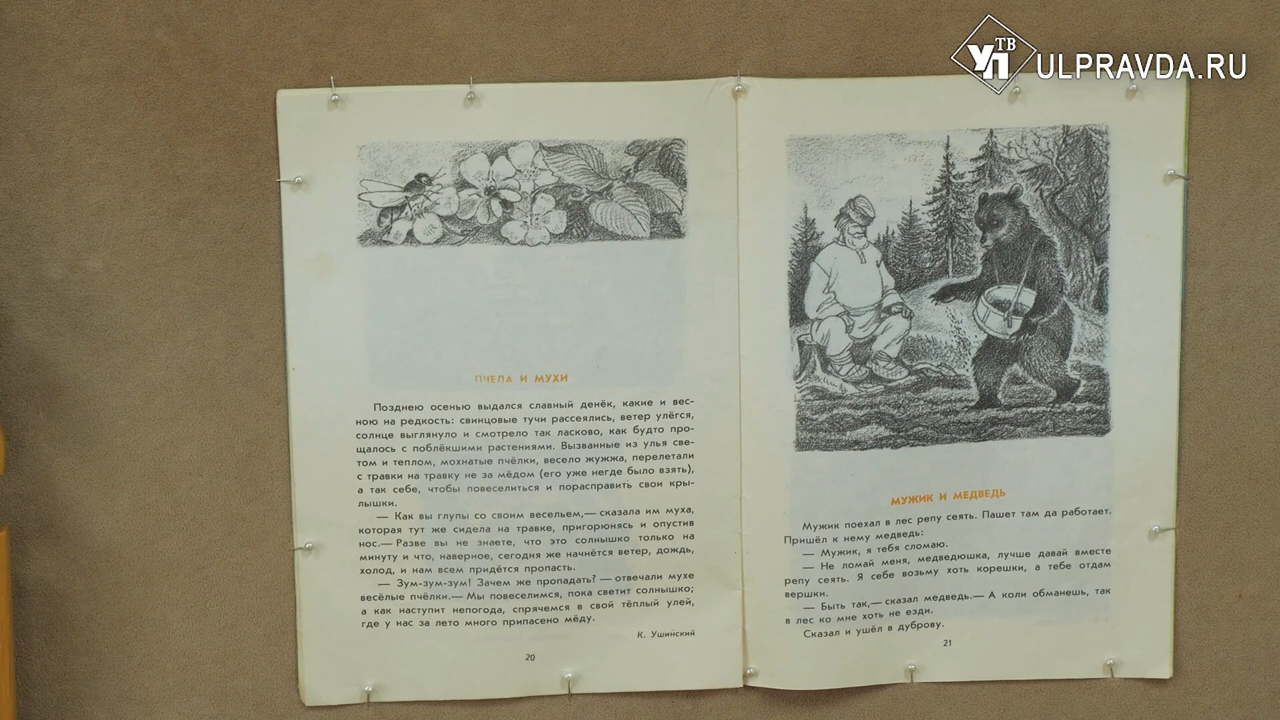 ТВ
УП
ULPRAVDA.RU
ПЧЕЛА И МУХИ
Позднею осенью выдался славный денёк, какие и вес-
ною на редкость: свинцовые тучи рассеялись, ветер улёгся,
солнце выглянуло и смотрело так ласково, как будто про-
щалось с поблёкшими растениями. Вызванные из улья све-
том и теплом, мохнатые пчёлки, весело жужжа, перелетали
с травки на травку не за мёдом (его уже негде было взять),
а так себе, чтобы повеселиться и порасправить свои кры-
лышки.
— Как вы глупы со своим весельем,— сказала им муха,
которая тут же сидела на травке, пригорюнясь и опустив
нос.— Разве вы не знаете, что это солнышко только на
минуту и что, наверное, сегодня же начнётся ветер, дождь,
холод, и нам всем придётся пропасть.
— Зум-зум-зум! Зачем же пропадать? — отвечали мухе
весёлые пчёлки.— Мы повеселимся, пока светит солнышко;
а как наступит непогода, спрячемся в свой тёплый улей,
где у нас за лето много припасено мёду.
К. Ушинский
20
МУЖИК И МЕДВЕДЬ
Мужик поехал в лес репу сеять. Пашет там да работает.
Пришёл к нему медведь:
— Мужик, я тебя сломаю.
— Не ломай меня, медведюшка, лучше давай вместе
репу сеять. Я себе возьму хоть корешки, а тебе отдам
вершки.
— Быть так,— сказал медведь.— А коли обманешь, так
в лес ко мне хоть не езди.
Сказал и ушёл в дуброву.
21